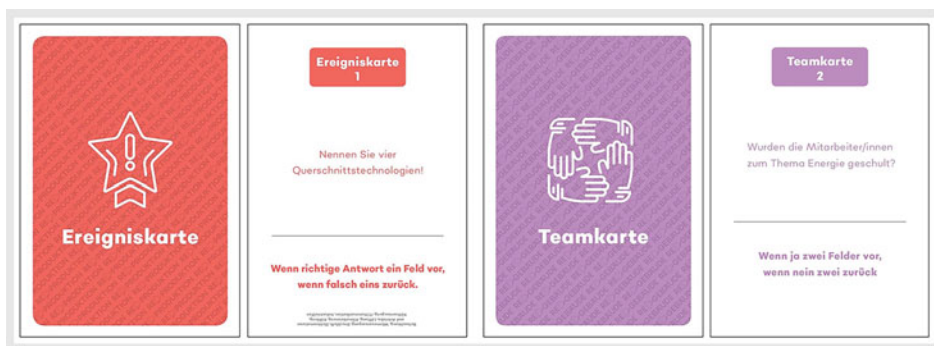 Ereigniskarte
Ereigniskarte
1
Nennen Sie vier
Querschnittstechnologien!
Wenn richtige Antwort ein Feld vor,
wenn falsch eins zurück.
Teamkarte
Teamkarte
2
Wurden die Mitarbeiter/innen
zum Thema Energie geschult?
Wenn ja zwei Felder vor,
wenn nein zwei zurück